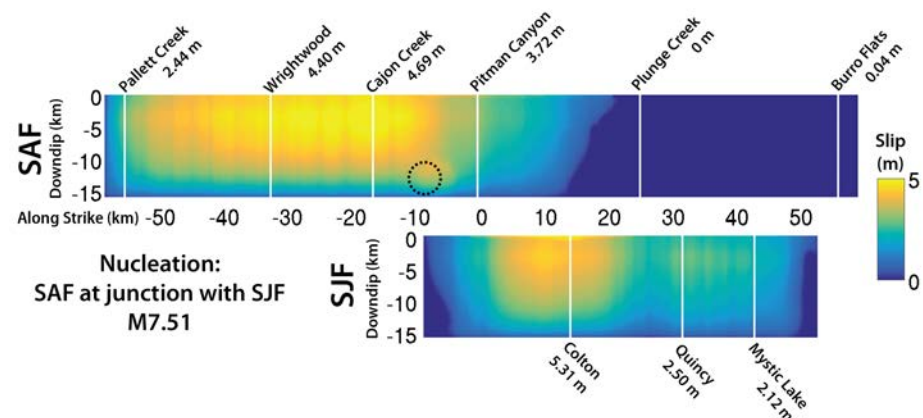 Pallett Creek
2.44 m
Wrightwood
4.40 m
Cajon Creek
4.69 m
Pitman Canyon
3.72 m
Plunge Creek
0 m
Burro Flats
0.04 m
SAF
Downdip (km)
0
-5
-10
-15
Along Strike (km) -50 -40 -30 -20 -10 0 10 20 30 40 50
Slip
(m)
5
0
Nucleation:
SAF at junction with SJF
M7.51
SJF
Downdip (km)
0
-5
-10
-15
Colton
5.31 m
Quincy
2.50 m
Mystic Lake
2.12 m